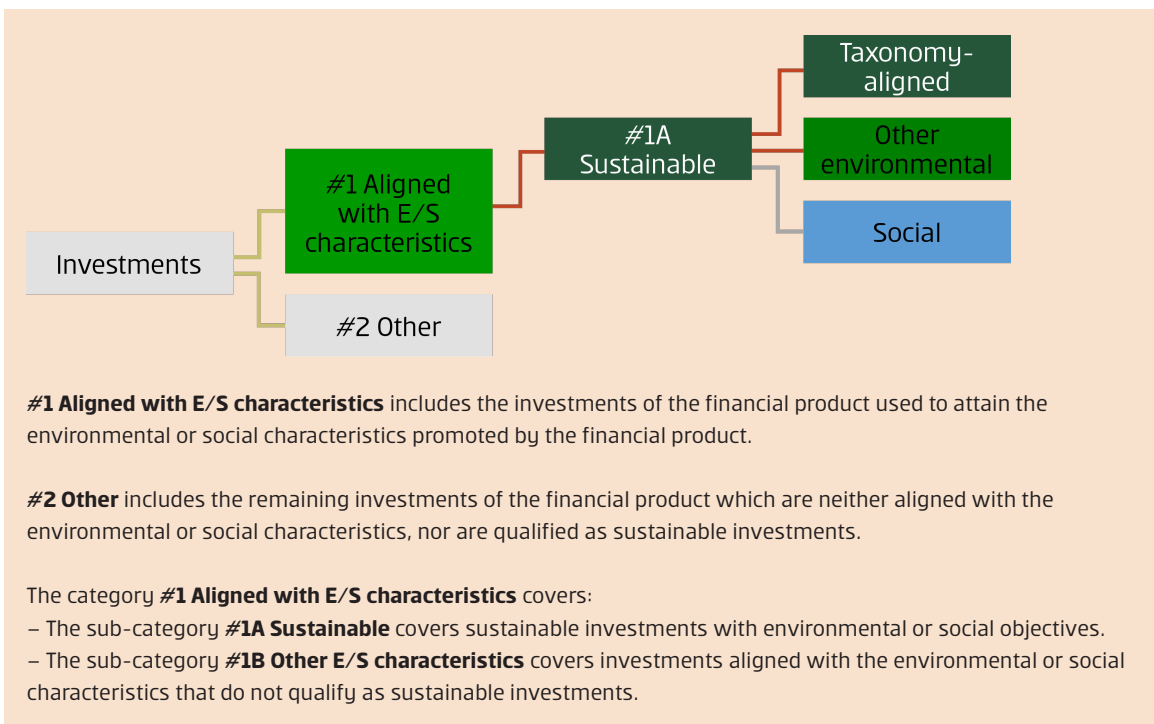 Taxonomy-
aligned
#1A
Sustainable
Other
environmental
#1 Aligned
with E/S
characteristics
Social
Investments
#2 Other
#1 Aligned with E/S characteristics includes the investments of the financial product used to attain the
environmental or social characteristics promoted by the financial product.
#2 Other includes the remaining investments of the financial product which are neither aligned with the
environmental or social characteristics, nor are qualified as sustainable investments.
The category #1 Aligned with E/S characteristics covers:
– The sub-category #1A Sustainable covers sustainable investments with environmental or social objectives.
– The sub-category #1B Other E/S characteristics covers investments aligned with the environmental or social
characteristics that do not qualify as sustainable investments.